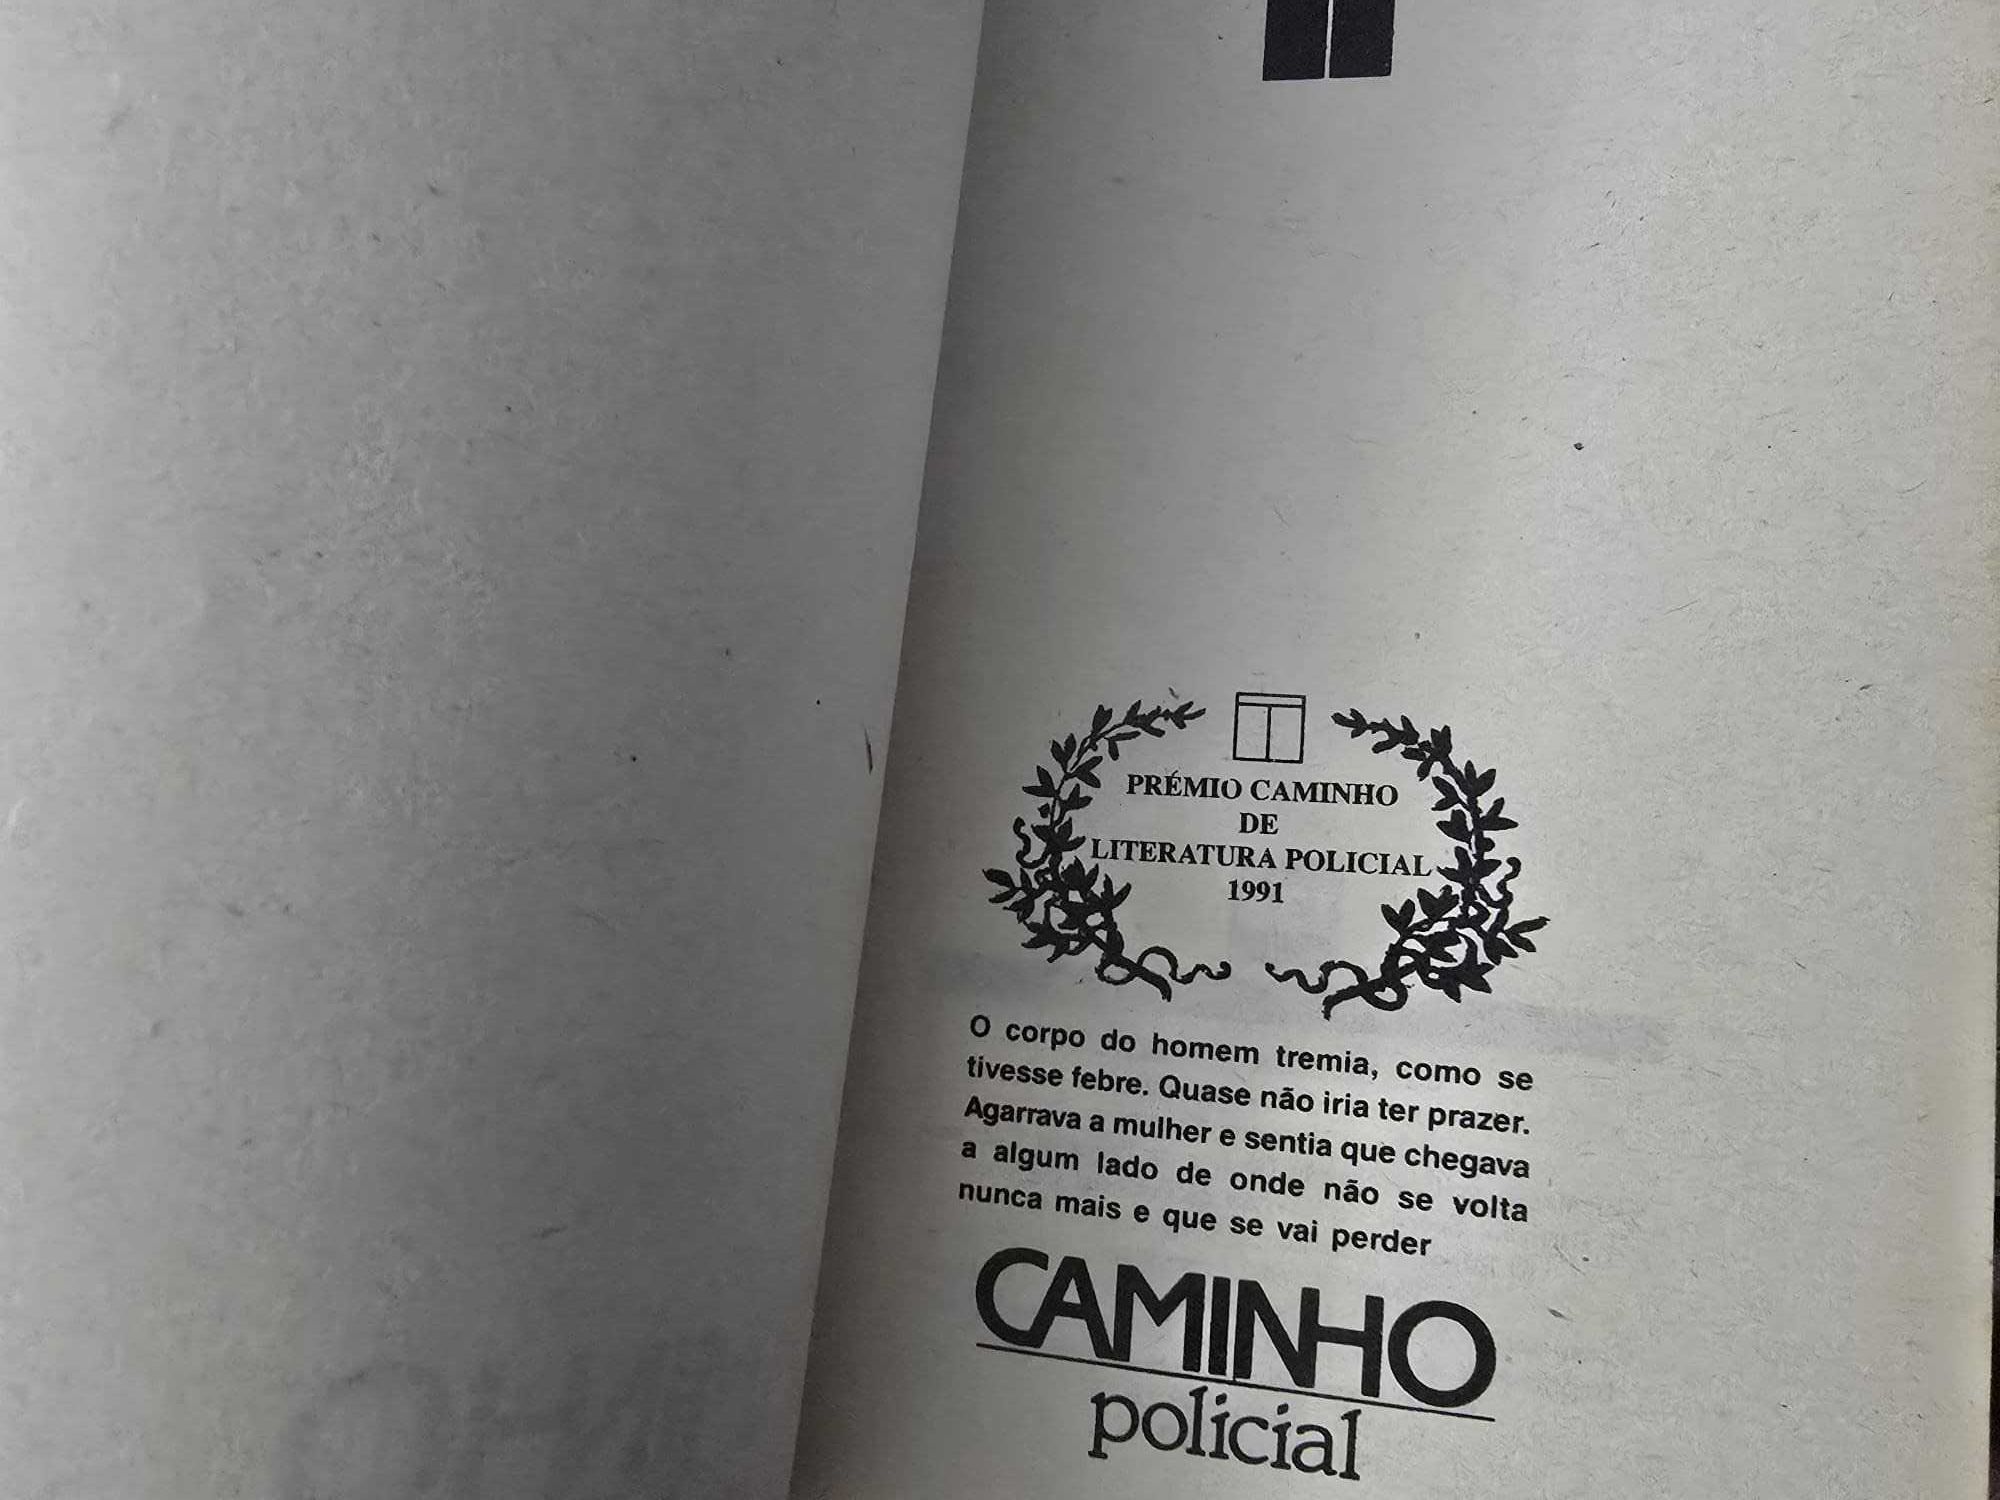 PRÉMIO CAMINHO
DE
LITERATURA POLICIAL
1991
O corpo do homem tremia, como se
tivesse febre. Quase não iria ter prazer.
Agarrava a mulher e sentia que chegava
a algum lado de onde não se volta
nunca mais e que se vai perder
CAMINHO
policial